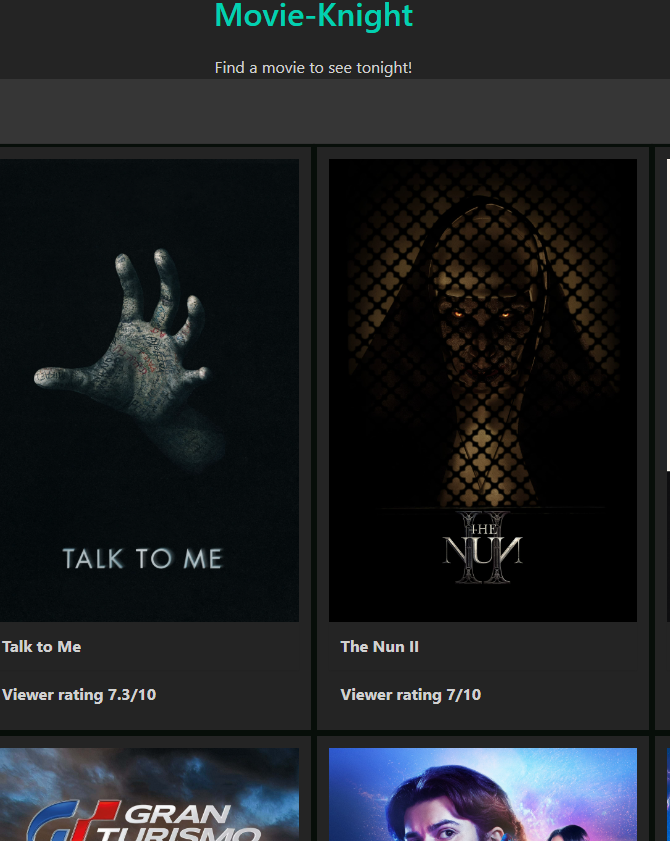 Movie-Knight
Find a movie to see tonight!
TALK TO ME
THE
NUN
II
Talk to Me
The Nun II
Viewer rating 7.3/10
Viewer rating 7/10
GRAN
TURISMO